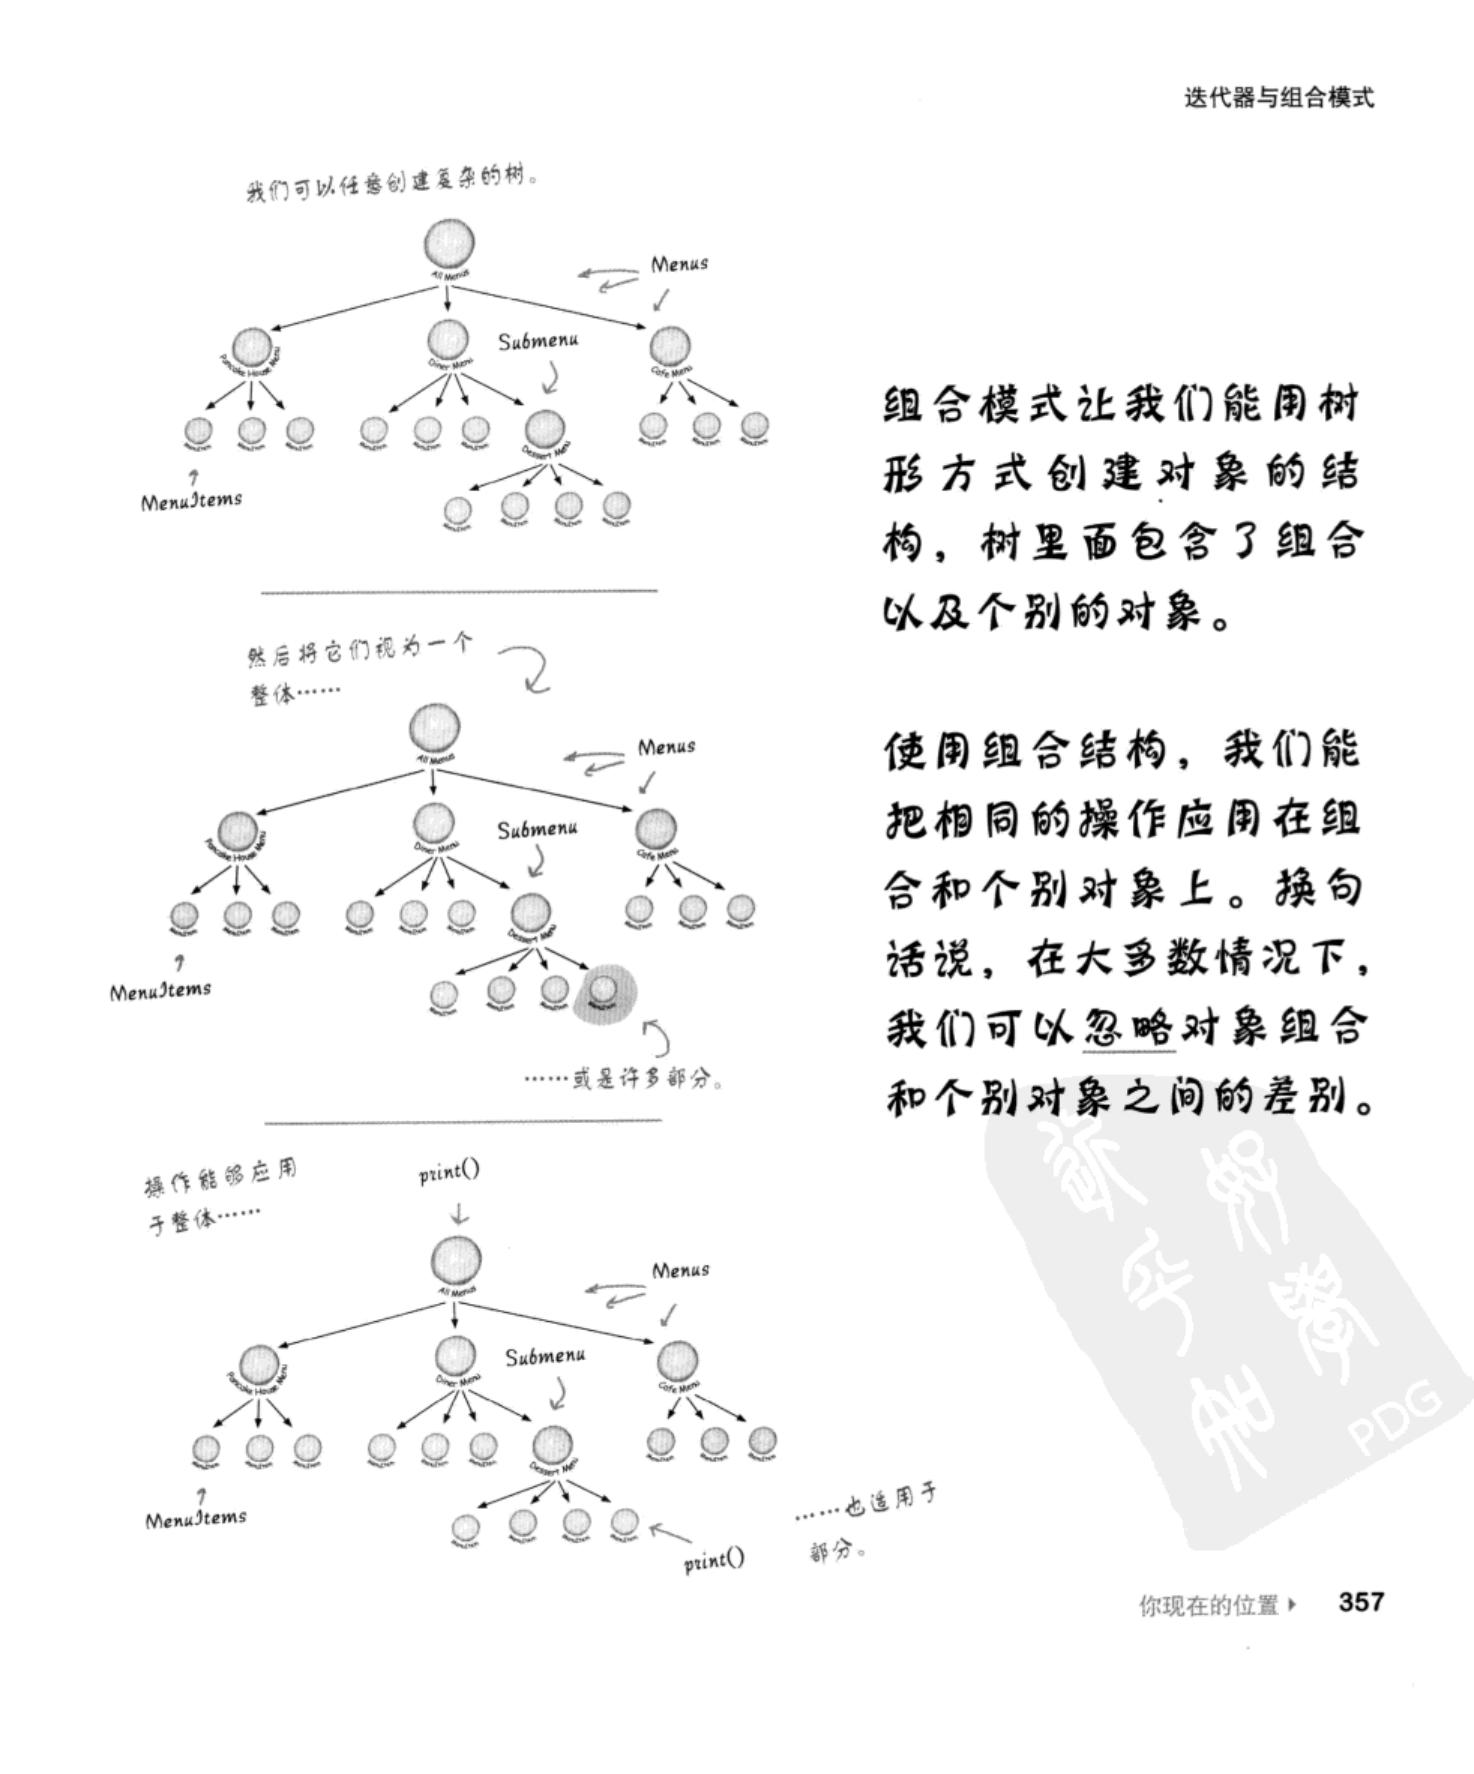 迭代器与组合模式
我们可以任意创建复杂的树。
All Menus
Menus
Pancake House Menu
Diner Menu
Submenu
Cafe Menu
Dessert Menu
MenuItems
然后将它们视为一个
整体……
All Menus
Menus
Pancake House Menu
Diner Menu
Submenu
Cafe Menu
Dessert Menu
MenuItems
……或是许多部分。
操作能够应用
于整体……
print()
All Menus
Menus
Pancake House Menu
Diner Menu
Submenu
Cafe Menu
Dessert Menu
MenuItems
print()
……也适用于
部分。
组合模式让我们能用树
形方式创建对象的结
构，树里面包含了组合
以及个别的对象。
使用组合结构，我们能
把相同的操作应用在组
合和个别对象上。换句
话说，在大多数情况下，
我们可以忽略对象组合
和个别对象之间的差别。
PDG
你现在的位置 357